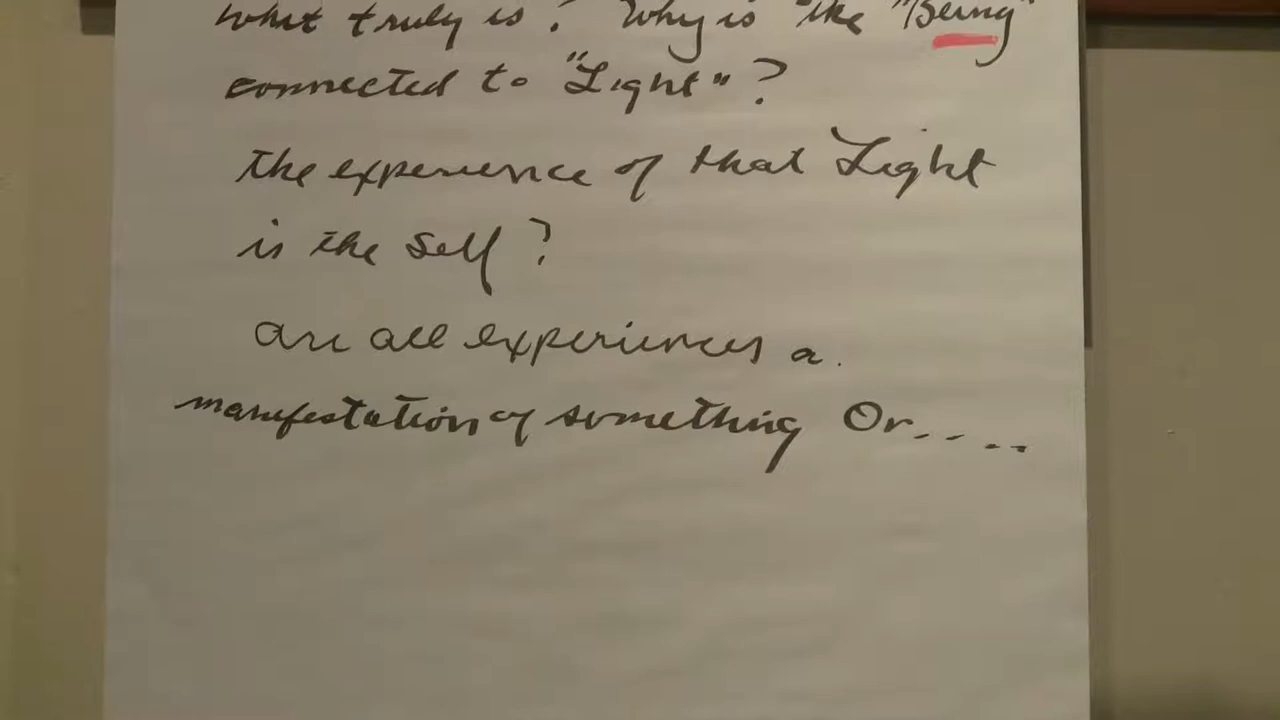 what truly is? Why is the "Being"
connected to "Light"?
The experience of that Light
is the Self?
are all experiences a.
manifestation of something Or.....